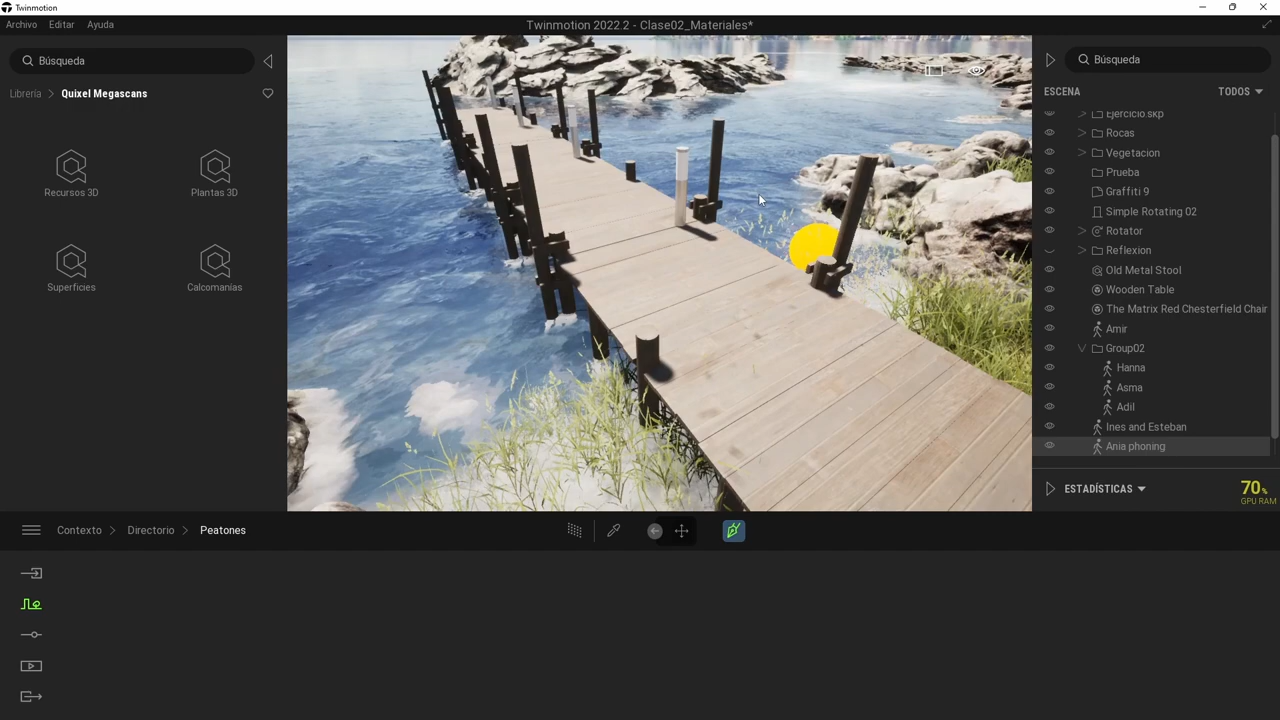 Twinmotion
Archivo Editar Ayuda
Twinmotion 2022.2 - Clase02_Materiales*
Búsqueda
Librería > Quixel Megascans
Recursos 3D
Plantas 3D
Superficies
Calcomanías
Búsqueda
ESCENA TODOS
Ejercicio.skp
Rocas
Vegetacion
Prueba
Graffiti 9
Simple Rotating 02
Rotator
Reflexion
Old Metal Stool
Wooden Table
The Matrix Red Chesterfield Chair
Amir
Group02
Hanna
Asma
Adil
Ines and Esteban
Ania phoning
ESTADÍSTICAS
70%
GPU RAM
Contexto > Directorio > Peatones